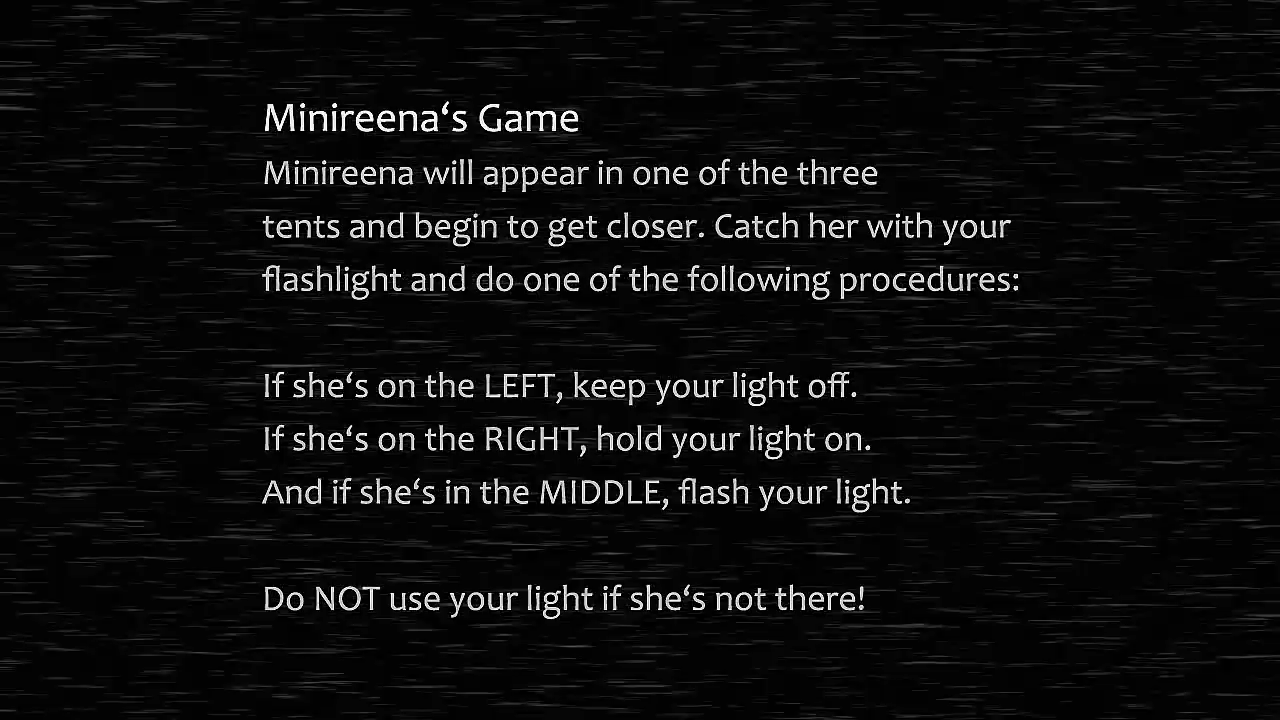 Minireena‘s Game
Minireena will appear in one of the three
tents and begin to get closer. Catch her with your
flashlight and do one of the following procedures:
If she‘s on the LEFT, keep your light off.
If she‘s on the RIGHT, hold your light on.
And if she‘s in the MIDDLE, flash your light.
Do NOT use your light if she‘s not there!